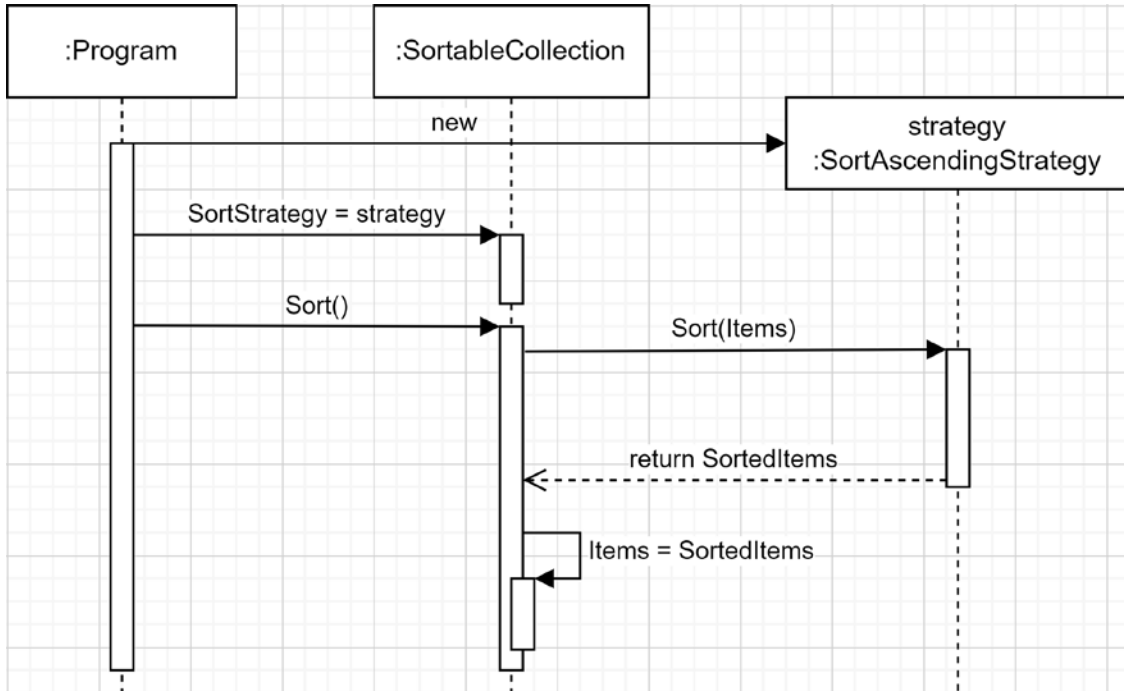 :Program
:SortableCollection
new
strategy
:SortAscendingStrategy
SortStrategy = strategy
Sort()
Sort(Items)
return SortedItems
Items = SortedItems